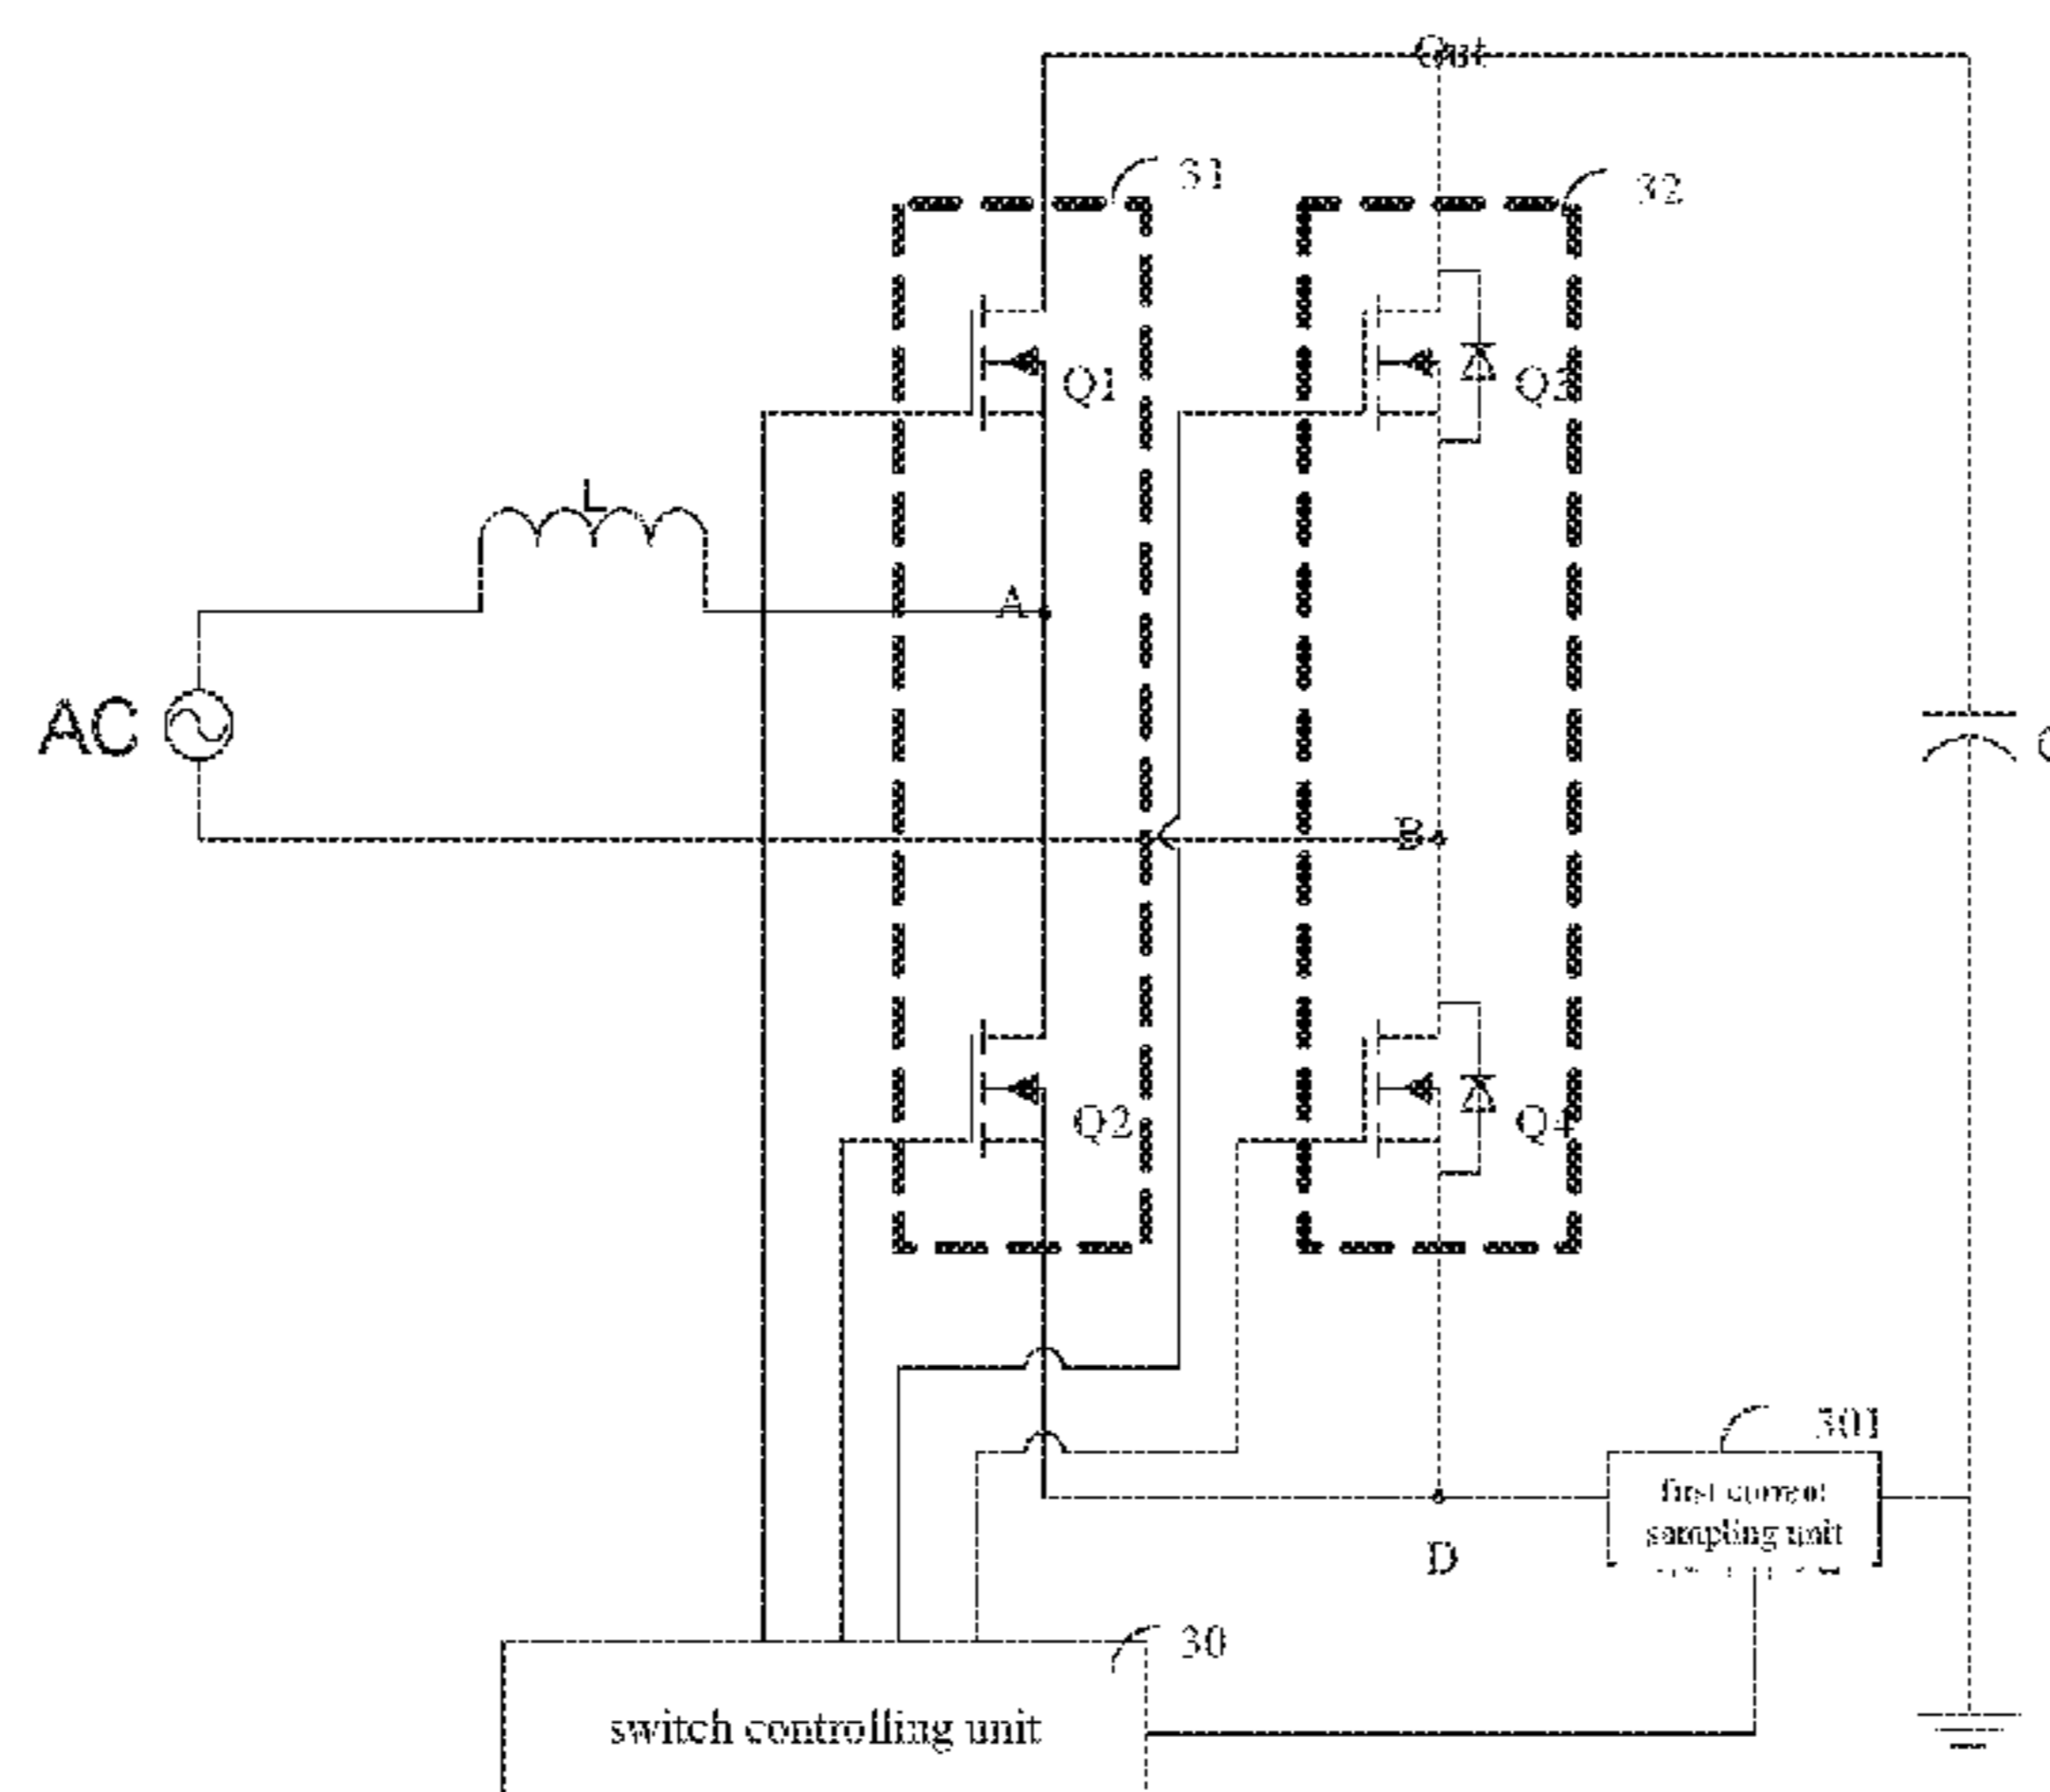 Out
31
32
Q1
Q3
L
A
AC
B
Q2
Q4
301
first current
sampling unit
D
30
switch controlling unit